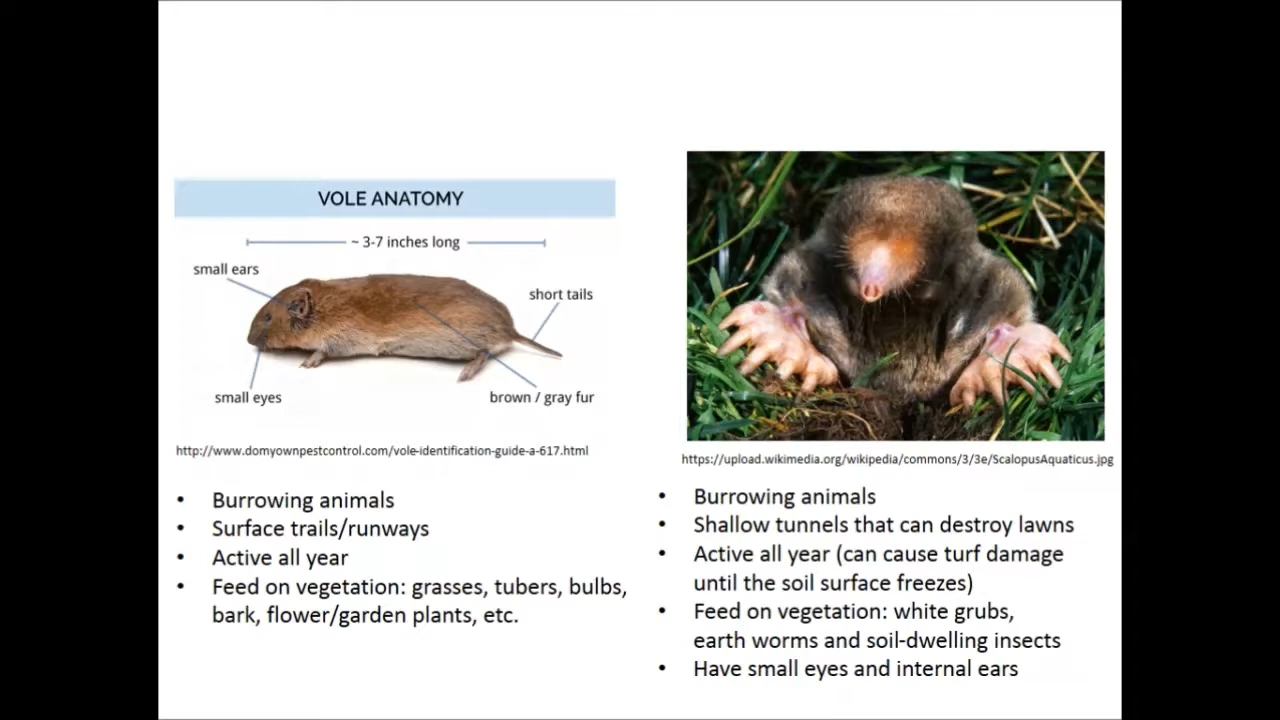 VOLE ANATOMY
~ 3-7 inches long
small ears
short tails
small eyes
brown / gray fur
http://www.domyownpestcontrol.com/vole-identification-guide-a-617.html
• Burrowing animals
• Surface trails/runways
• Active all year
• Feed on vegetation: grasses, tubers, bulbs,
bark, flower/garden plants, etc.
https://upload.wikimedia.org/wikipedia/commons/3/3e/ScalopusAquaticus.jpg
• Burrowing animals
• Shallow tunnels that can destroy lawns
• Active all year (can cause turf damage
until the soil surface freezes)
• Feed on vegetation: white grubs,
earth worms and soil-dwelling insects
• Have small eyes and internal ears